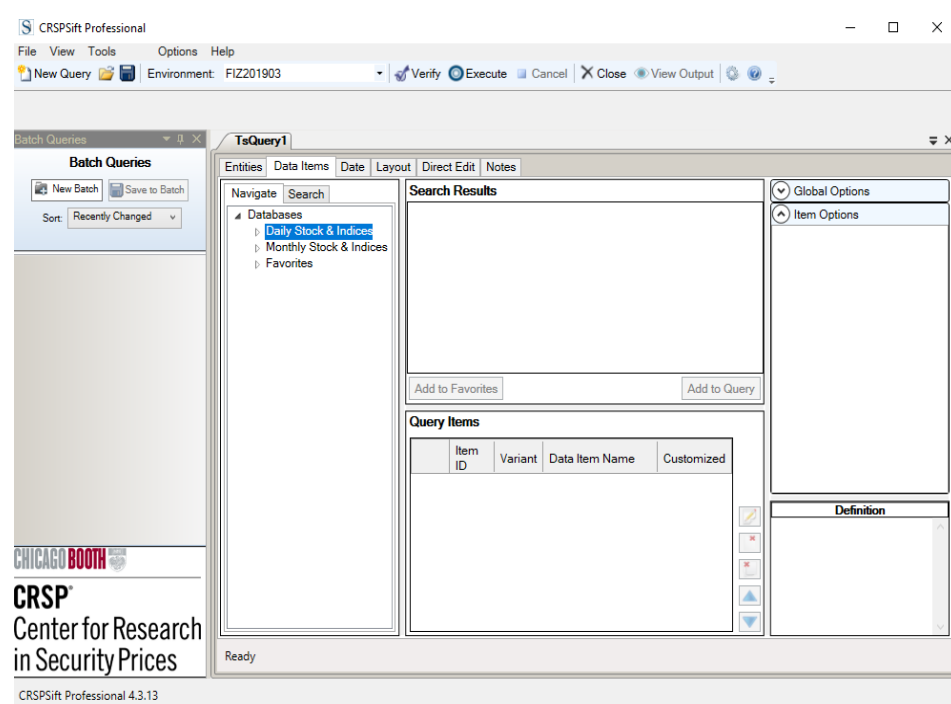 CRSPSift Professional
File View Tools Options Help
New Query Environment: FIZ201903 Verify Execute Cancel Close View Output
Batch Queries
TsQuery1
Batch Queries
New Batch Save to Batch
Sort: Recently Changed
Entities Data Items Date Layout Direct Edit Notes
Navigate Search
Databases
Daily Stock & Indices
Monthly Stock & Indices
Favorites
Search Results
Add to Favorites Add to Query
Query Items
Item ID Variant Data Item Name Customized
Global Options
Item Options
Definition
CHICAGO BOOTH
CRSP®
Center for Research
in Security Prices
Ready
CRSPSift Professional 4.3.13